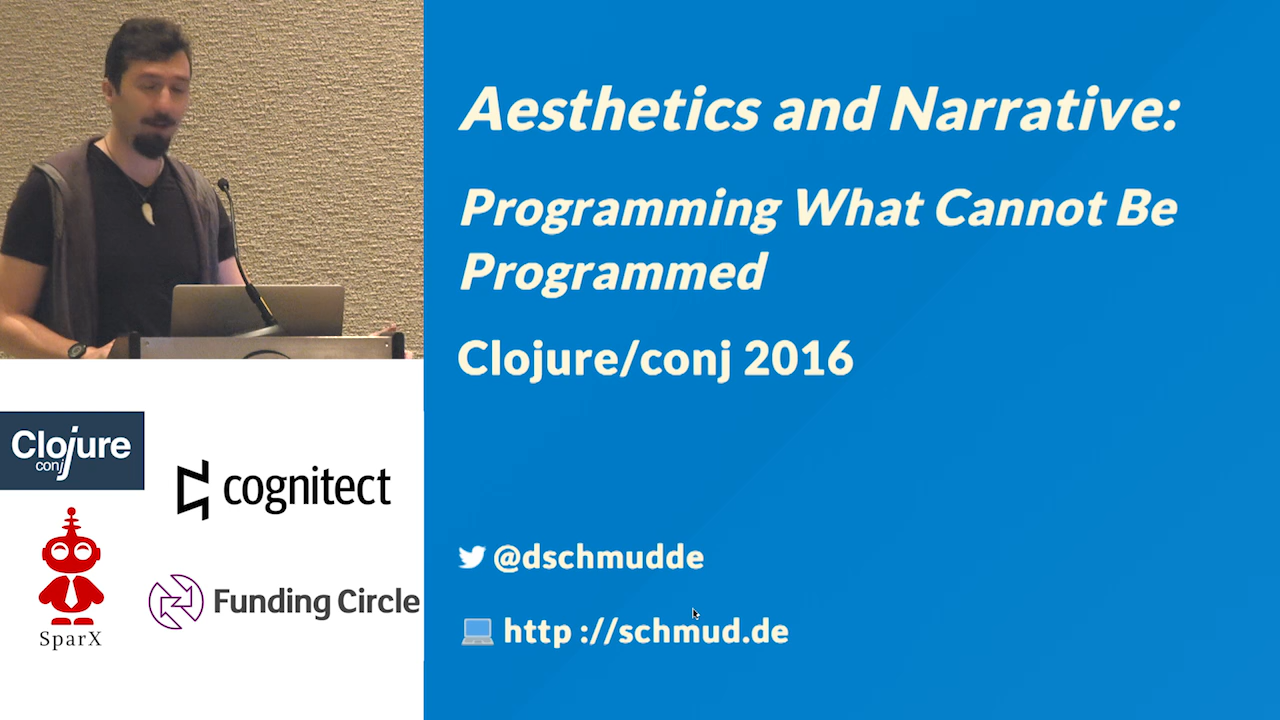 Aesthetics and Narrative:
Programming What Cannot Be
Programmed
Clojure/conj 2016
@dschmudde
http ://schmud.de
Clojure
conj
cognitect
SparX
Funding Circle